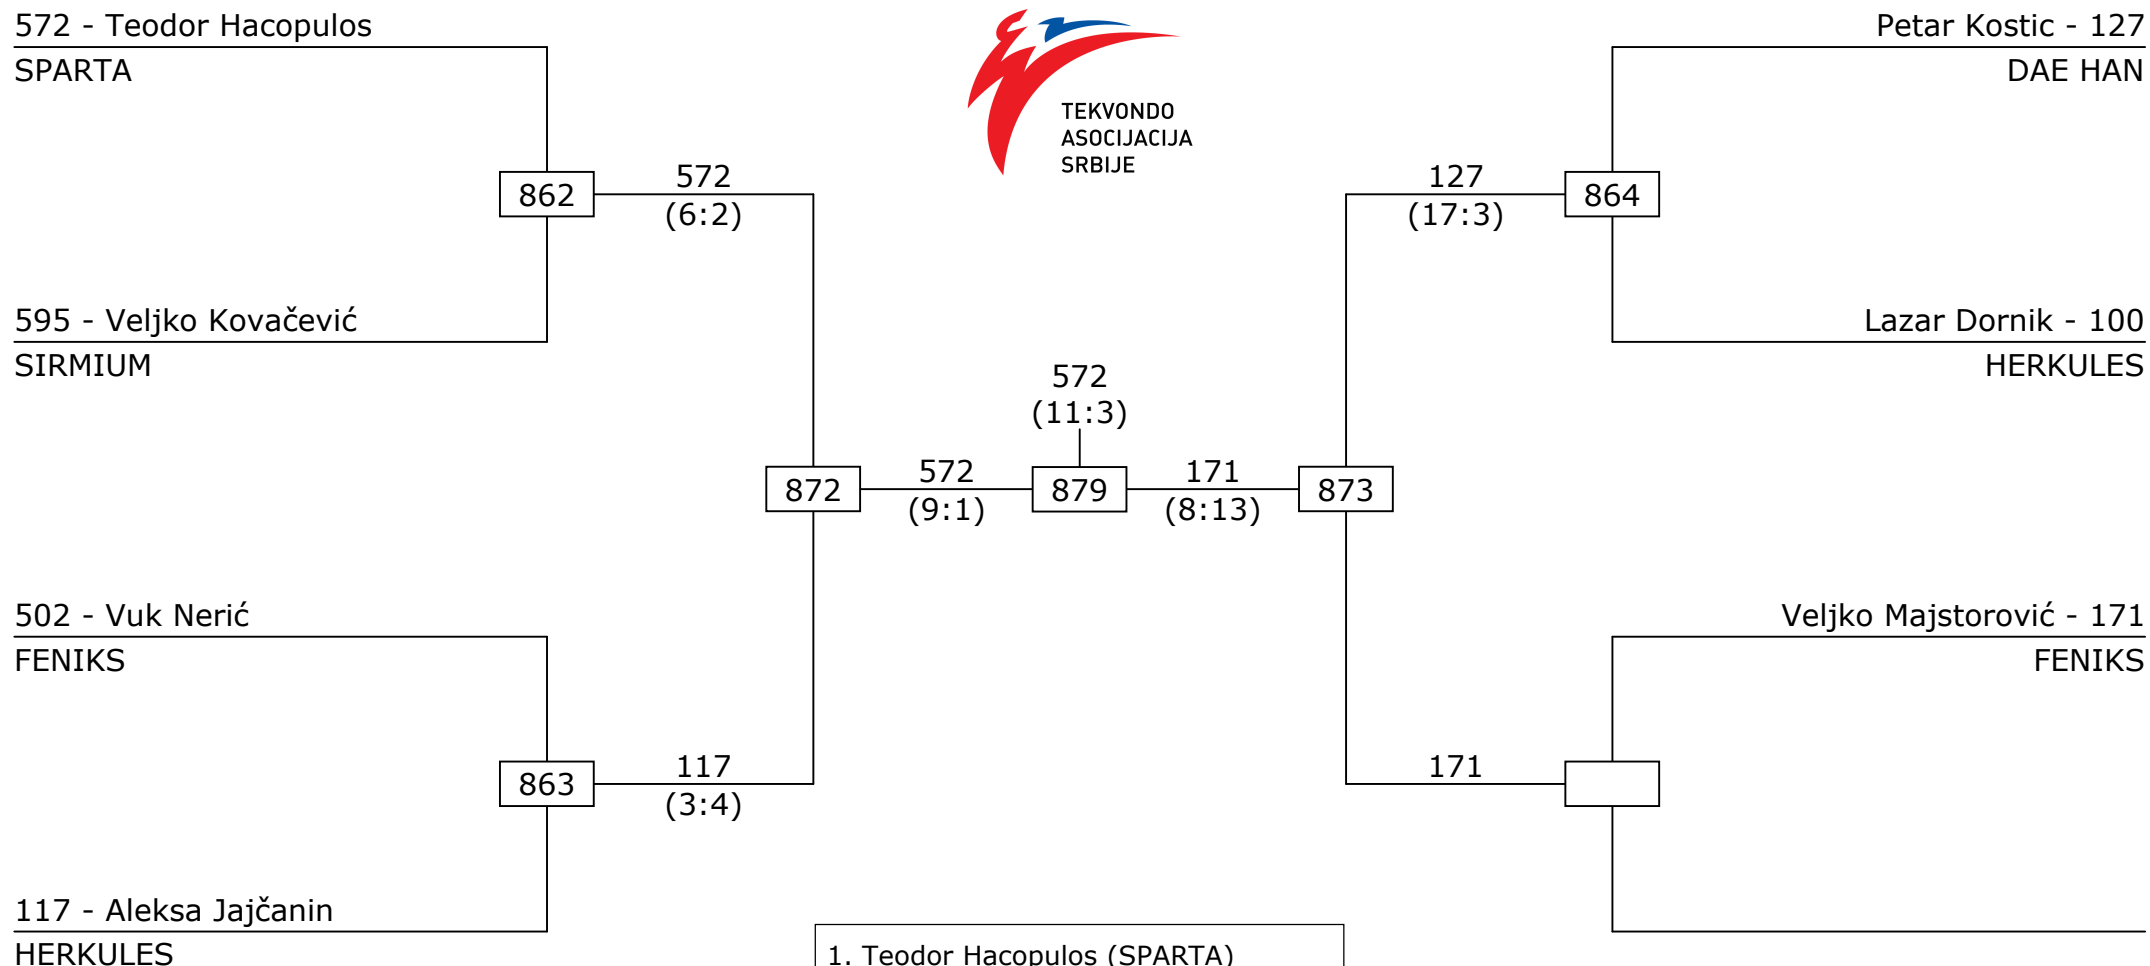 572 - Teodor Hacopulos
SPARTA
TEKVONDO
ASOCIJACIJA
SRBIJE
Petar Kostic - 127
DAE HAN
862
572
(6:2)
127
(17:3)
864
595 - Veljko Kovačević
SIRMIUM
Lazar Dornik - 100
HERKULES
572
(11:3)
872
572
(9:1)
879
171
(8:13)
873
502 - Vuk Nerić
FENIKS
Veljko Majstorović - 171
FENIKS
863
117
(3:4)
171
117 - Aleksa Jajčanin
HERKULES
1. Teodor Hacopulos (SPARTA)